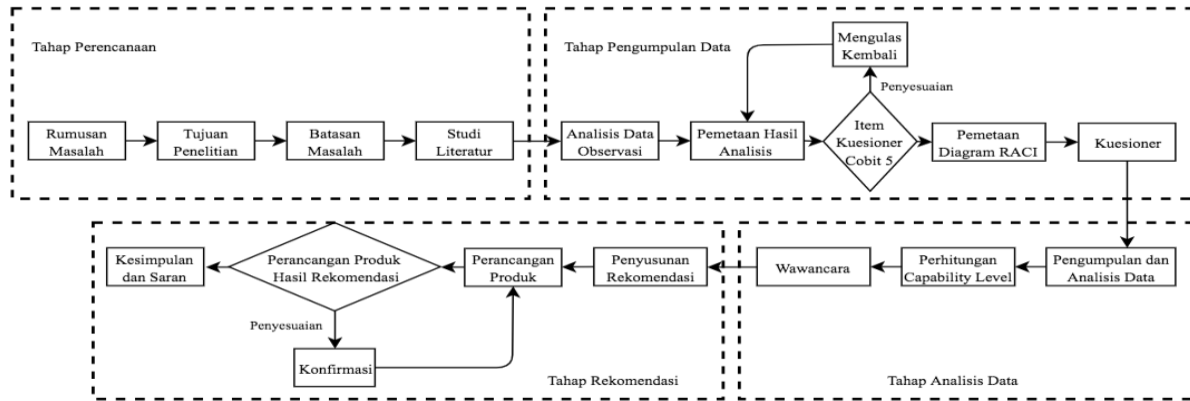 Tahap Perencanaan
Rumusan
Masalah
Tujuan
Penelitian
Batasan
Masalah
Studi
Literatur
Tahap Pengumpulan Data
Mengulas
Kembali
Penyesuaian
Analisis Data
Observasi
Pemetaan Hasil
Analisis
Item
Kuesioner
Cobit 5
Pemetaan
Diagram RACI
Kuesioner
Pengumpulan dan
Analisis Data
Perhitungan
Capability Level
Wawancara
Tahap Analisis Data
Penyusunan
Rekomendasi
Perancangan
Produk
Perancangan Produk
Hasil Rekomendasi
Penyesuaian
Konfirmasi
Kesimpulan
dan Saran
Tahap Rekomendasi